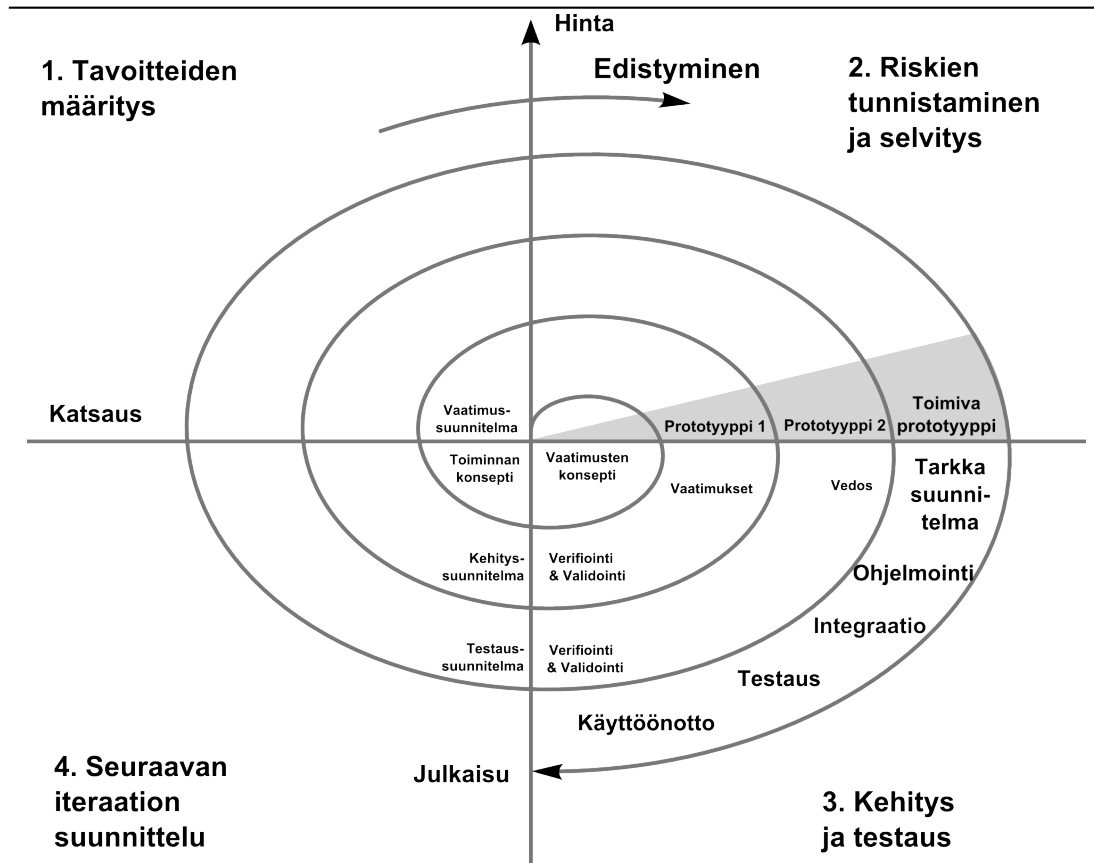 Hinta
1. Tavoitteiden
määritys
Edistyminen
2. Riskien
tunnistaminen
ja selvitys
Katsaus
Vaatimus-
suunnitelma
Prototyyppi 1
Prototyyppi 2
Toimiva
prototyyppi
Toiminnan
konsepti
Vaatimusten
konsepti
Vaatimukset
Vedos
Tarkka
suunni-
telma
Kehitys-
suunnitelma
Verifiointi
& Validointi
Ohjelmointi
Integraatio
Testaus-
suunnitelma
Verifiointi
& Validointi
Testaus
Käyttöönotto
Julkaisu
4. Seuraavan
iteraation
suunnittelu
3. Kehitys
ja testaus